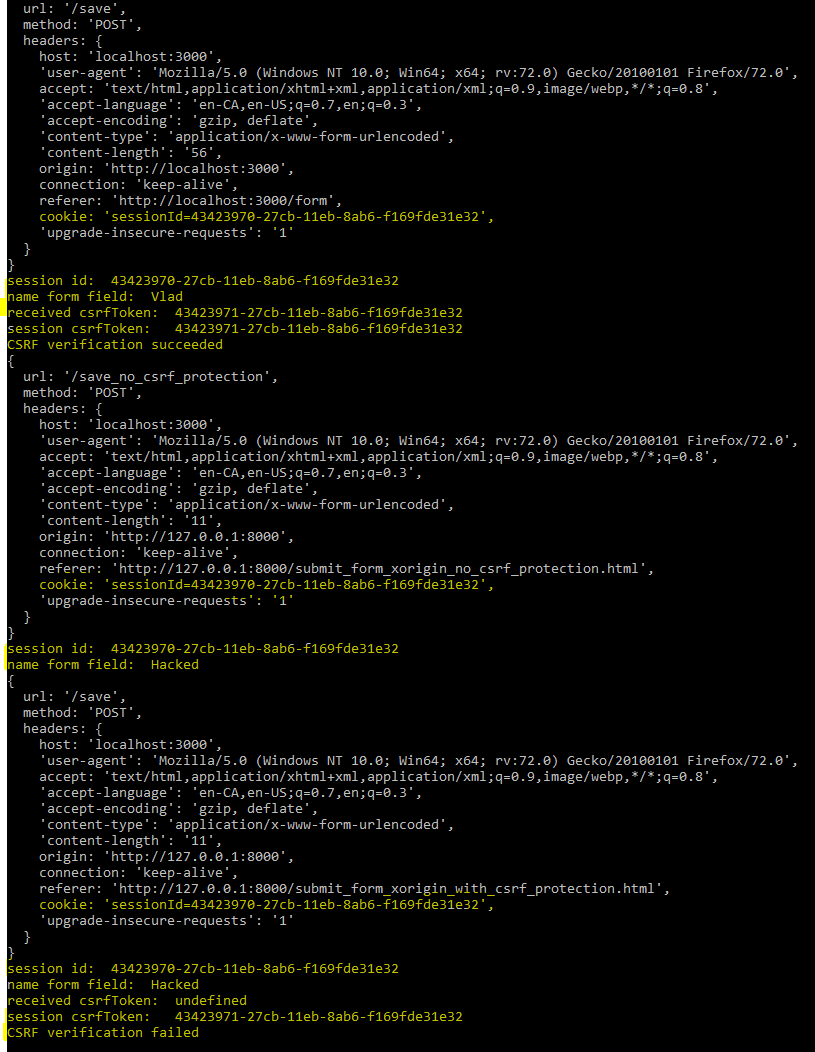 url: '/save',
method: 'POST',
headers: {
host: 'localhost:3000',
'user-agent': 'Mozilla/5.0 (Windows NT 10.0; Win64; x64; rv:72.0) Gecko/20100101 Firefox/72.0',
accept: 'text/html,application/xhtml+xml,application/xml;q=0.9,image/webp,*/*;q=0.8',
'accept-language': 'en-CA,en-US;q=0.7,en;q=0.3',
'accept-encoding': 'gzip, deflate',
'content-type': 'application/x-www-form-urlencoded',
'content-length': '56',
origin: 'http://localhost:3000',
connection: 'keep-alive',
referer: 'http://localhost:3000/form',
cookie: 'sessionId=43423970-27cb-11eb-8ab6-f169fde31e32',
'upgrade-insecure-requests': '1'
}
}
session id:  43423970-27cb-11eb-8ab6-f169fde31e32
name form field:  Vlad
received csrfToken:  43423971-27cb-11eb-8ab6-f169fde31e32
session csrfToken:   43423971-27cb-11eb-8ab6-f169fde31e32
CSRF verification succeeded
{
url: '/save_no_csrf_protection',
method: 'POST',
headers: {
host: 'localhost:3000',
'user-agent': 'Mozilla/5.0 (Windows NT 10.0; Win64; x64; rv:72.0) Gecko/20100101 Firefox/72.0',
accept: 'text/html,application/xhtml+xml,application/xml;q=0.9,image/webp,*/*;q=0.8',
'accept-language': 'en-CA,en-US;q=0.7,en;q=0.3',
'accept-encoding': 'gzip, deflate',
'content-type': 'application/x-www-form-urlencoded',
'content-length': '11',
origin: 'http://127.0.0.1:8000',
connection: 'keep-alive',
referer: 'http://127.0.0.1:8000/submit_form_xorigin_no_csrf_protection.html',
cookie: 'sessionId=43423970-27cb-11eb-8ab6-f169fde31e32',
'upgrade-insecure-requests': '1'
}
}
session id:  43423970-27cb-11eb-8ab6-f169fde31e32
name form field:  Hacked
{
url: '/save',
method: 'POST',
headers: {
host: 'localhost:3000',
'user-agent': 'Mozilla/5.0 (Windows NT 10.0; Win64; x64; rv:72.0) Gecko/20100101 Firefox/72.0',
accept: 'text/html,application/xhtml+xml,application/xml;q=0.9,image/webp,*/*;q=0.8',
'accept-language': 'en-CA,en-US;q=0.7,en;q=0.3',
'accept-encoding': 'gzip, deflate',
'content-type': 'application/x-www-form-urlencoded',
'content-length': '11',
origin: 'http://127.0.0.1:8000',
connection: 'keep-alive',
referer: 'http://127.0.0.1:8000/submit_form_xorigin_with_csrf_protection.html',
cookie: 'sessionId=43423970-27cb-11eb-8ab6-f169fde31e32',
'upgrade-insecure-requests': '1'
}
}
session id:  43423970-27cb-11eb-8ab6-f169fde31e32
name form field:  Hacked
received csrfToken:  undefined
session csrfToken:   43423971-27cb-11eb-8ab6-f169fde31e32
CSRF verification failed